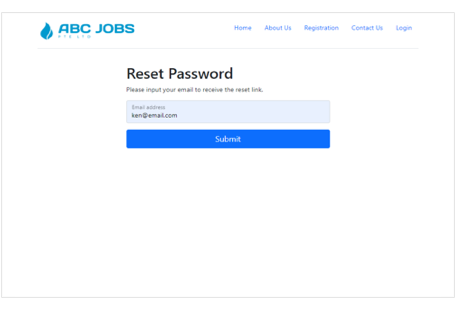 ABC JOBS
PTE LTD
Home About Us Registration Contact Us Login
Reset Password
Please input your email to receive the reset link.
Email address
ken@email.com
Submit